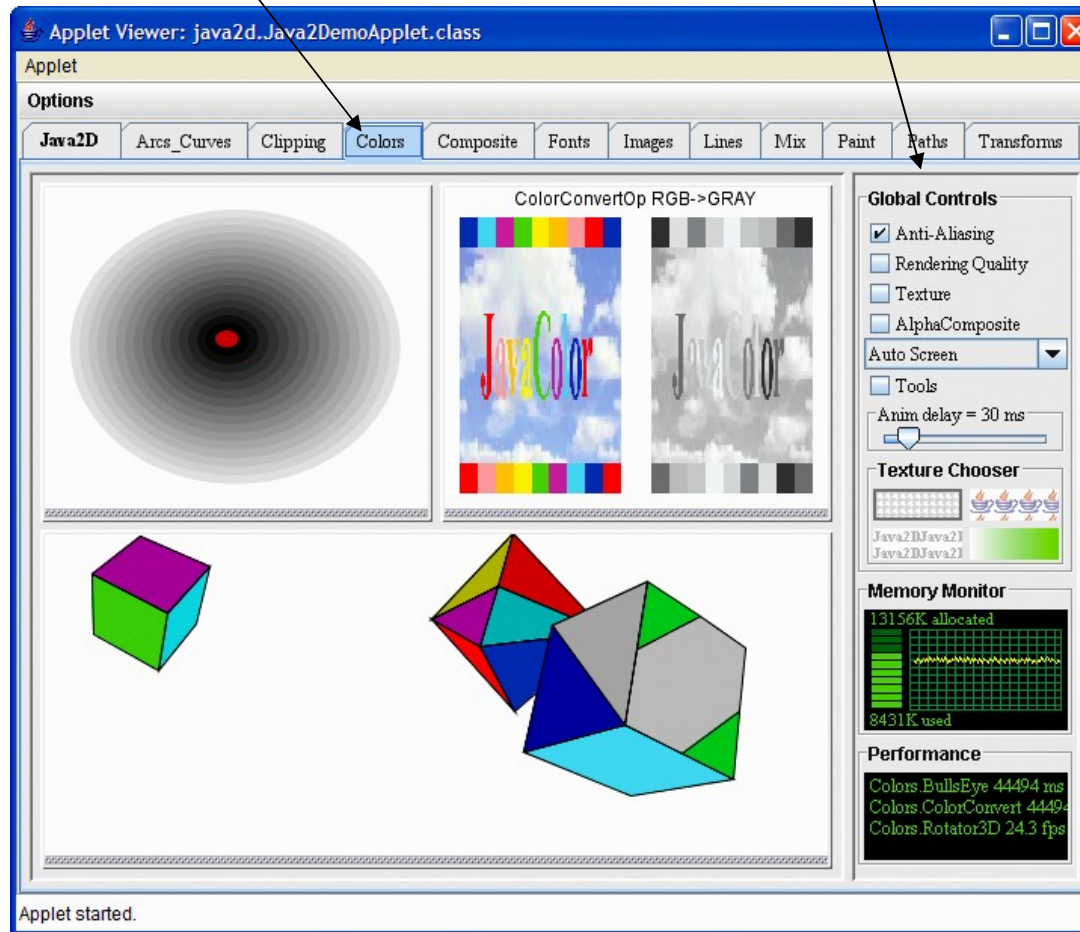 Applet Viewer: java2d.Java2DemoApplet.class
Applet
Options
Java2D Arcs_Curves Clipping Colors Composite Fonts Images Lines Mix Paint Paths Transforms
ColorConvertOp RGB->GRAY
JavaColor JavaColor
Global Controls
Anti-Aliasing
Rendering Quality
Texture
AlphaComposite
Auto Screen
Tools
Anim delay = 30 ms
Texture Chooser
Java2DJava2D
Java2DJava2D
Memory Monitor
13156K allocated
8431K used
Performance
Colors.BullsEye 44494 ms
Colors.ColorConvert 44494
Colors.Rotator3D 24.3 fps
Applet started.